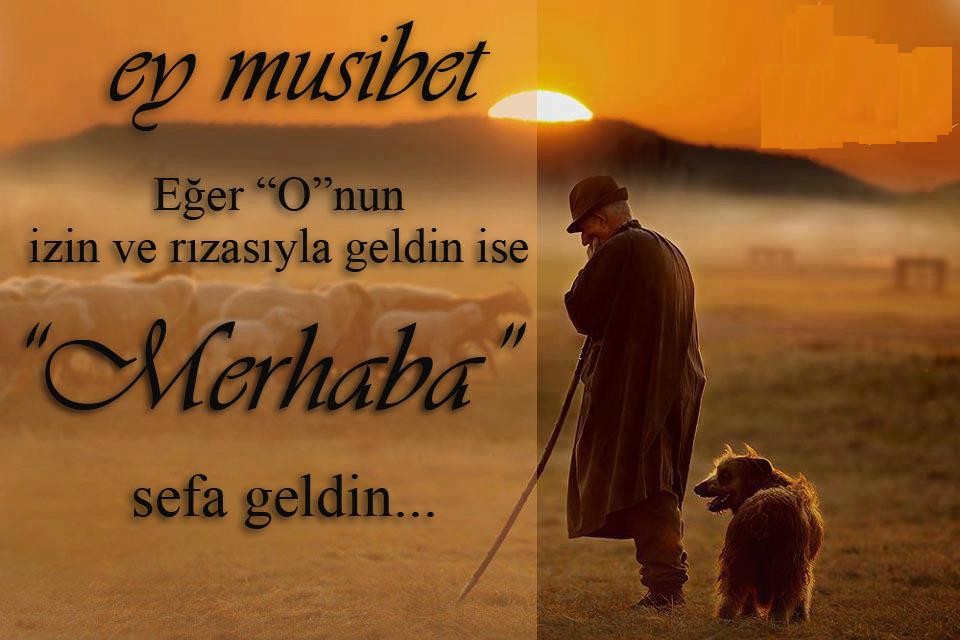 ey musibet
Eğer “O”nun
izin ve rızasıyla geldin ise
“Merhaba”
sefa geldin...